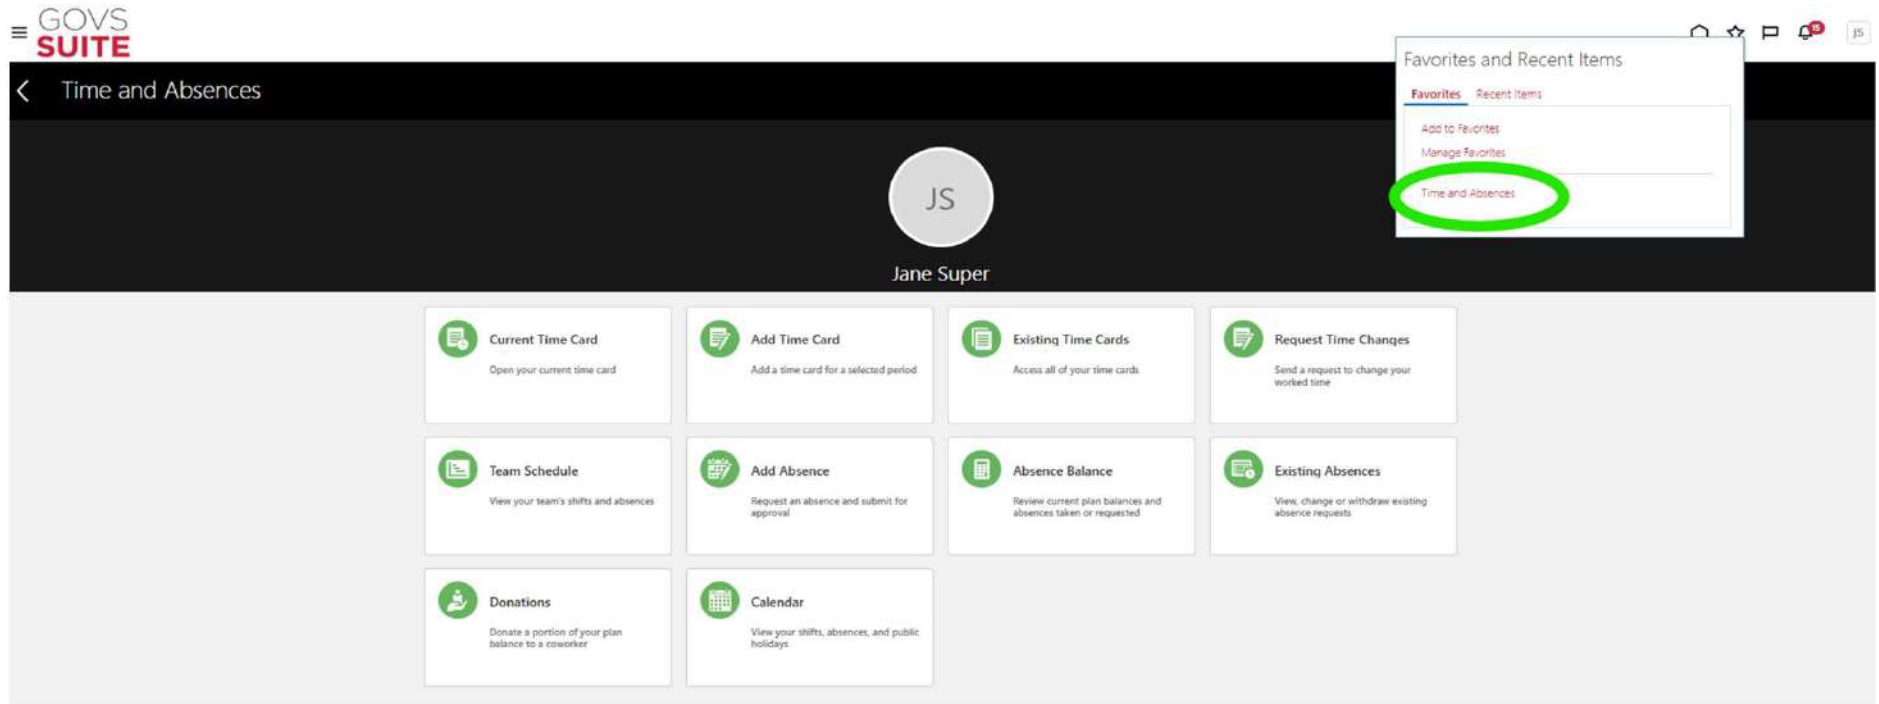 GOVS
SUITE
15
JS
Favorites and Recent Items
Favorites Recent Items
Add to Favorites
Manage Favorites
Time and Absences
Time and Absences
JS
Jane Super
Current Time Card
Open your current time card
Add Time Card
Add a time card for a selected period
Existing Time Cards
Access all of your time cards
Request Time Changes
Send a request to change your
worked time
Team Schedule
View your team's shifts and absences
Add Absence
Request an absence and submit for
approval
Absence Balance
Review current plan balances and
absences taken or requested
Existing Absences
View, change or withdraw existing
absence requests
Donations
Donate a portion of your plan
balance to a coworker
Calendar
View your shifts, absences, and public
holidays